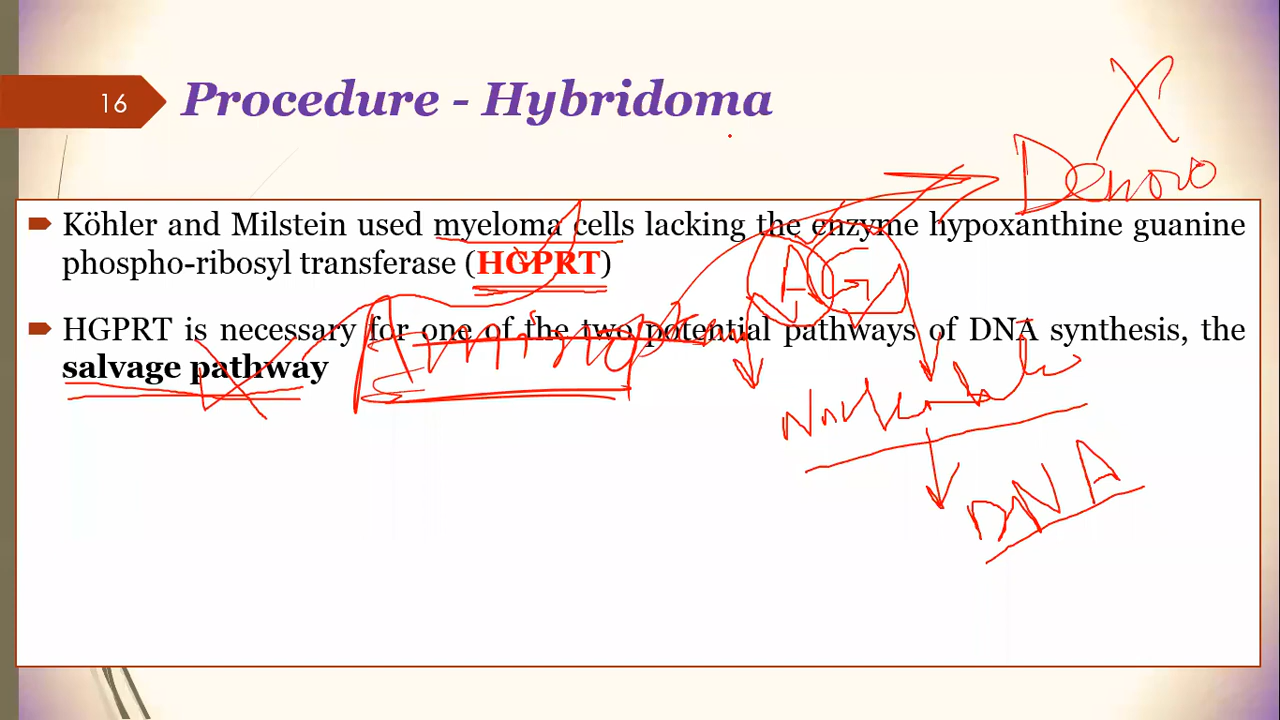 16
Procedure - Hybridoma
X
Denovo
Köhler and Milstein used myeloma cells lacking the enzyme hypoxanthine guanine
phospho-ribosyl transferase (HGPRT)
A G
HGPRT is necessary for one of the two potential pathways of DNA synthesis, the
salvage pathway
DNA